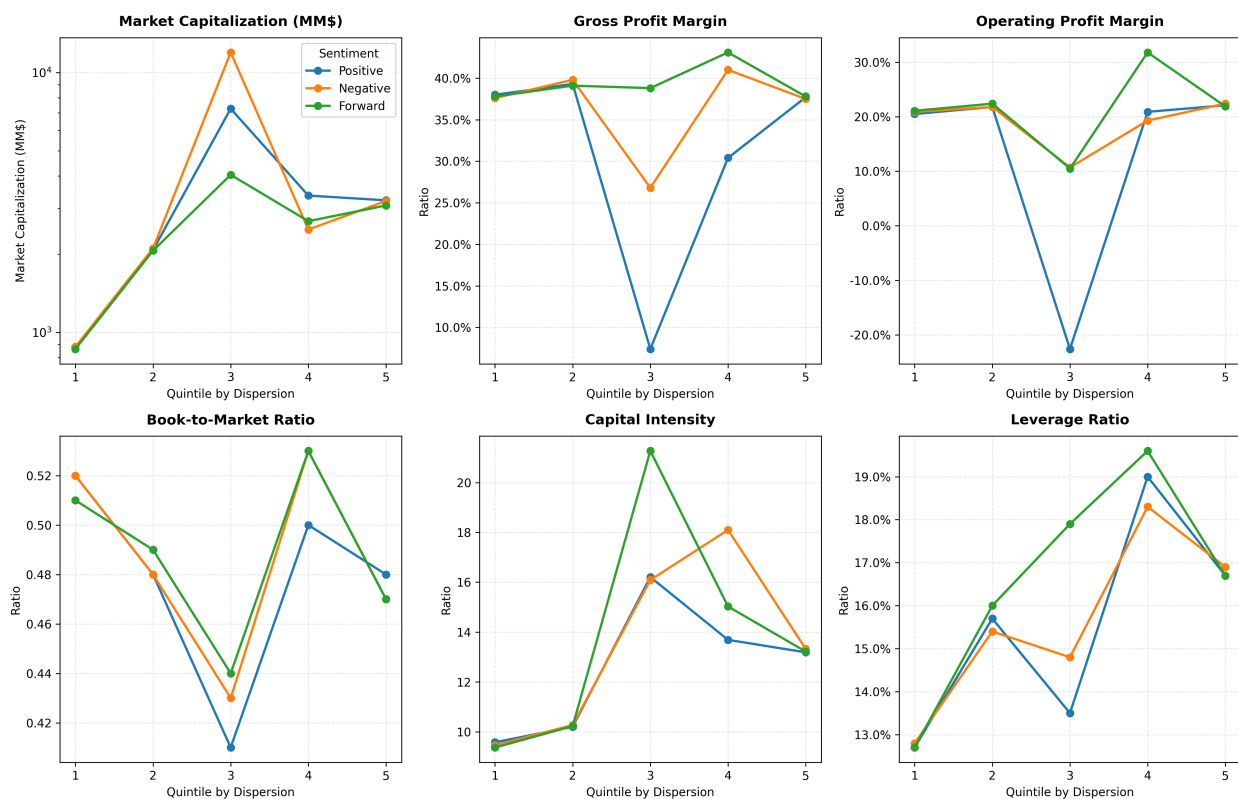 Market Capitalization (MM$)
Market Capitalization (MM$)
10^4
10^3
Sentiment
Positive
Negative
Forward
1 2 3 4 5
Quintile by Dispersion
Gross Profit Margin
Ratio
40.0%
35.0%
30.0%
25.0%
20.0%
15.0%
10.0%
1 2 3 4 5
Quintile by Dispersion
Operating Profit Margin
Ratio
30.0%
20.0%
10.0%
0.0%
-10.0%
-20.0%
1 2 3 4 5
Quintile by Dispersion
Book-to-Market Ratio
Ratio
0.52
0.50
0.48
0.46
0.44
0.42
1 2 3 4 5
Quintile by Dispersion
Capital Intensity
Ratio
20
18
16
14
12
10
1 2 3 4 5
Quintile by Dispersion
Leverage Ratio
Ratio
19.0%
18.0%
17.0%
16.0%
15.0%
14.0%
13.0%
1 2 3 4 5
Quintile by Dispersion